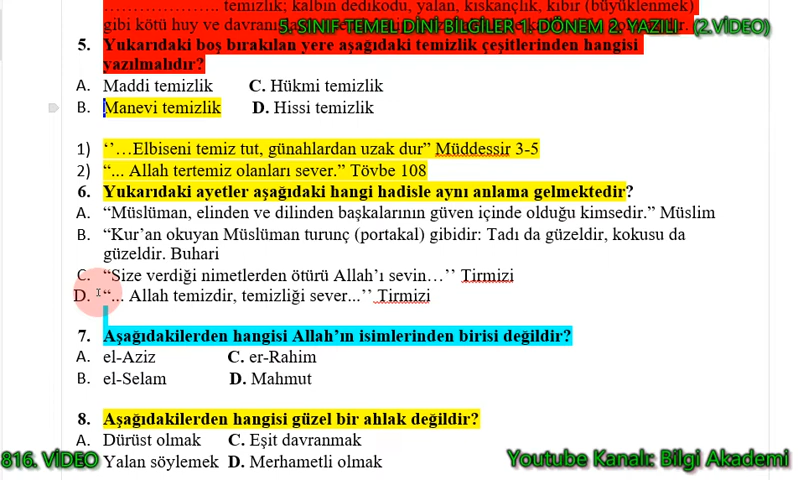 ………………… temizlik; kalbin dedikodu, yalan, kıskançlık, kibir (büyüklenmek)
gibi kötü huy ve davranış
5. SINIF TEMEL DİNİ BİLGİLER 1. DÖNEM 2. YAZILI (2.VİDEO)
5. Yukarıdaki boş bırakılan yere aşağıdaki temizlik çeşitlerinden hangisi
yazılmalıdır?
A. Maddi temizlik C. Hükmi temizlik
B. Manevi temizlik D. Hissi temizlik
1) ‘’…Elbiseni temiz tut, günahlardan uzak dur” Müddessir 3-5
2) “... Allah tertemiz olanları sever.” Tövbe 108
6. Yukarıdaki ayetler aşağıdaki hangi hadisle aynı anlama gelmektedir?
A. “Müslüman, elinden ve dilinden başkalarının güven içinde olduğu kimsedir.” Müslim
B. “Kur’an okuyan Müslüman turunç (portakal) gibidir: Tadı da güzeldir, kokusu da
güzeldir. Buhari
C. “Size verdiği nimetlerden ötürü Allah’ı sevin…’’ Tirmizi
D. “... Allah temizdir, temizliği sever...’’ Tirmizi
7. Aşağıdakilerden hangisi Allah’ın isimlerinden birisi değildir?
A. el-Aziz C. er-Rahim
B. el-Selam D. Mahmut
8. Aşağıdakilerden hangisi güzel bir ahlak değildir?
A. Dürüst olmak C. Eşit davranmak
Yalan söylemek D. Merhametli olmak
816. VİDEO
Youtube Kanalı: Bilgi Akademi